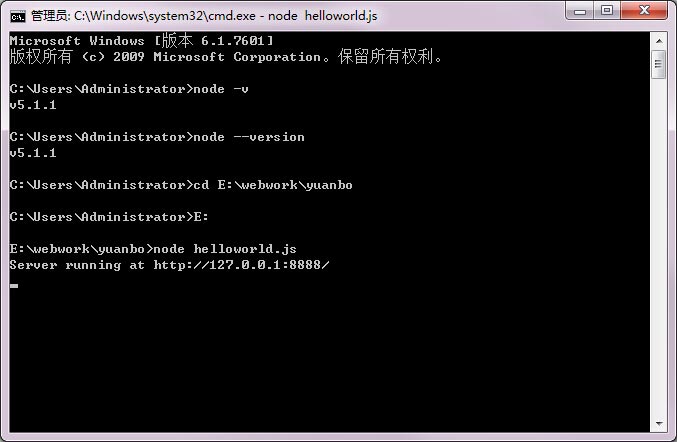 管理员: C:\Windows\system32\cmd.exe - node  helloworld.js
Microsoft Windows [版本 6.1.7601]
版权所有 (c) 2009 Microsoft Corporation。保留所有权利。
C:\Users\Administrator>node -v
v5.1.1
C:\Users\Administrator>node --version
v5.1.1
C:\Users\Administrator>cd E:\webwork\yuanbo
C:\Users\Administrator>E:
E:\webwork\yuanbo>node helloworld.js
Server running at http://127.0.0.1:8888/